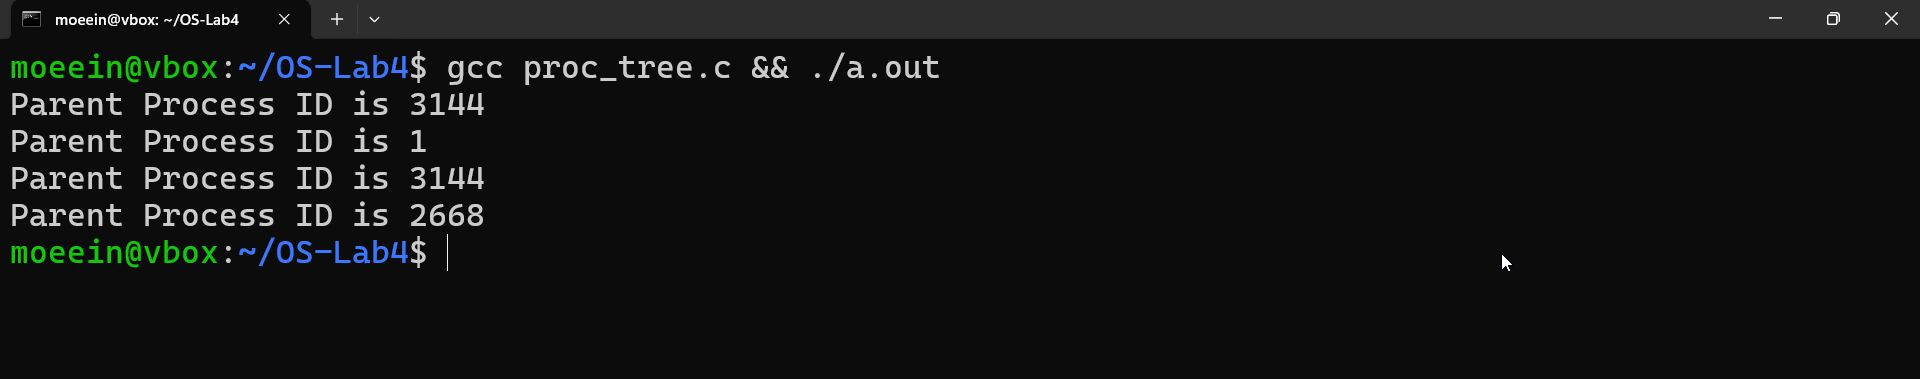 moeein@vbox: ~/OS-Lab4
moeein@vbox:~/OS-Lab4$ gcc proc_tree.c && ./a.out
Parent Process ID is 3144
Parent Process ID is 1
Parent Process ID is 3144
Parent Process ID is 2668
moeein@vbox:~/OS-Lab4$